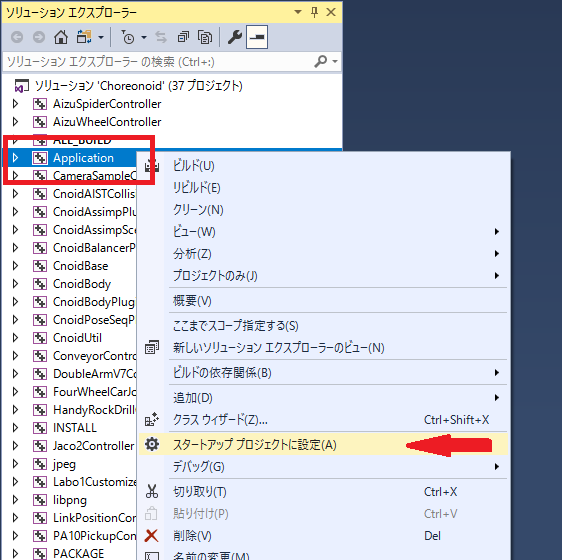 ソリューション エクスプローラー
ソリューション エクスプローラー の検索 (Ctrl+:)
ソリューション 'Choreonoid' (37 プロジェクト)
AizuSpiderController
AizuWheelController
ALL_BUILD
Application
CameraSampleC
CnoidAISTCollis
CnoidAssimpPlu
CnoidAssimpSce
CnoidBalancerP
CnoidBase
CnoidBody
CnoidBodyPlug
CnoidPoseSeqP
CnoidUtil
ConveyorContro
DoubleArmV7C
FourWheelCarJo
HandyRockDrillC
INSTALL
Jaco2Controller
jpeg
Labo1Customize
libpng
LinkPositionCon
PA10PickupCon
PACKAGE
ビルド(U)
リビルド(E)
クリーン(N)
ビュー(W)
分析(Z)
プロジェクトのみ(J)
概要(V)
ここまでスコープ指定する(S)
新しいソリューション エクスプローラーのビュー(N)
ビルドの依存関係(B)
追加(D)
クラス ウィザード(Z)... Ctrl+Shift+X
スタートアップ プロジェクトに設定(A)
デバッグ(G)
切り取り(T) Ctrl+X
貼り付け(P) Ctrl+V
削除(V) Del
名前の変更(M)